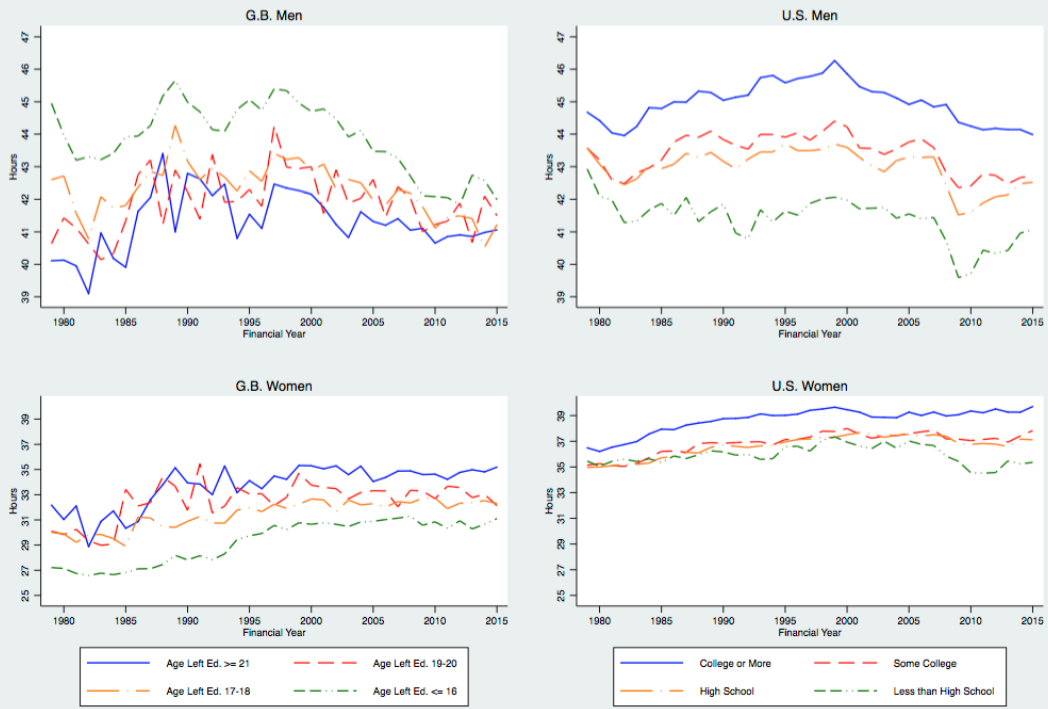 G.B. Men
47
46
45
44
43
42
41
40
39
Hours
1980 1985 1990 1995 2000 2005 2010 2015
Financial Year
U.S. Men
47
46
45
44
43
42
41
40
39
Hours
1980 1985 1990 1995 2000 2005 2010 2015
Financial Year
G.B. Women
39
37
35
33
31
29
27
25
Hours
1980 1985 1990 1995 2000 2005 2010 2015
Financial Year
U.S. Women
39
37
35
33
31
29
27
25
Hours
1980 1985 1990 1995 2000 2005 2010 2015
Financial Year
Age Left Ed. >= 21 Age Left Ed. 19-20
Age Left Ed. 17-18 Age Left Ed. <= 16
College or More Some College
High School Less than High School